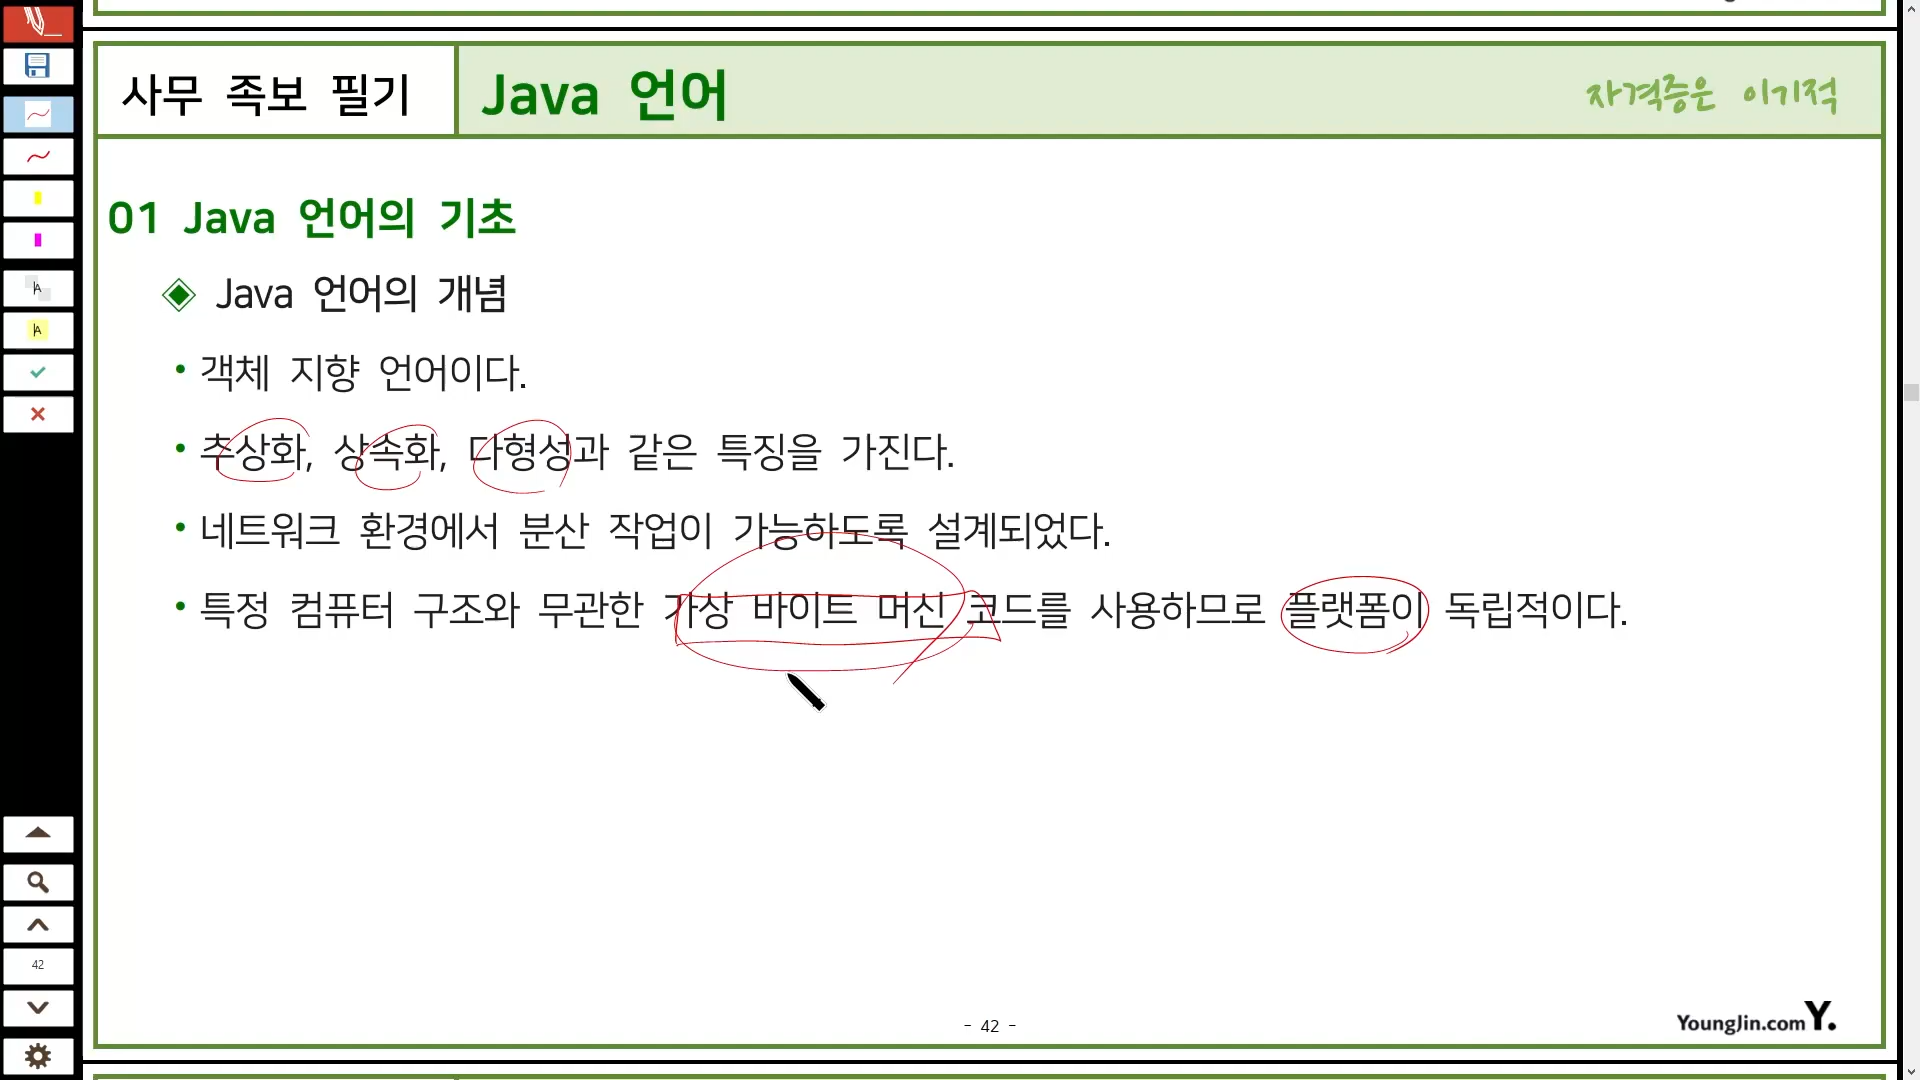 사무 족보 필기
Java 언어
자격증은 이기적
01 Java 언어의 기초
Java 언어의 개념
• 객체 지향 언어이다.
• 추상화, 상속화, 다형성과 같은 특징을 가진다.
• 네트워크 환경에서 분산 작업이 가능하도록 설계되었다.
• 특정 컴퓨터 구조와 무관한 가상 바이트 머신 코드를 사용하므로 플랫폼이 독립적이다.
42
- 42 -
YoungJin.com Y.